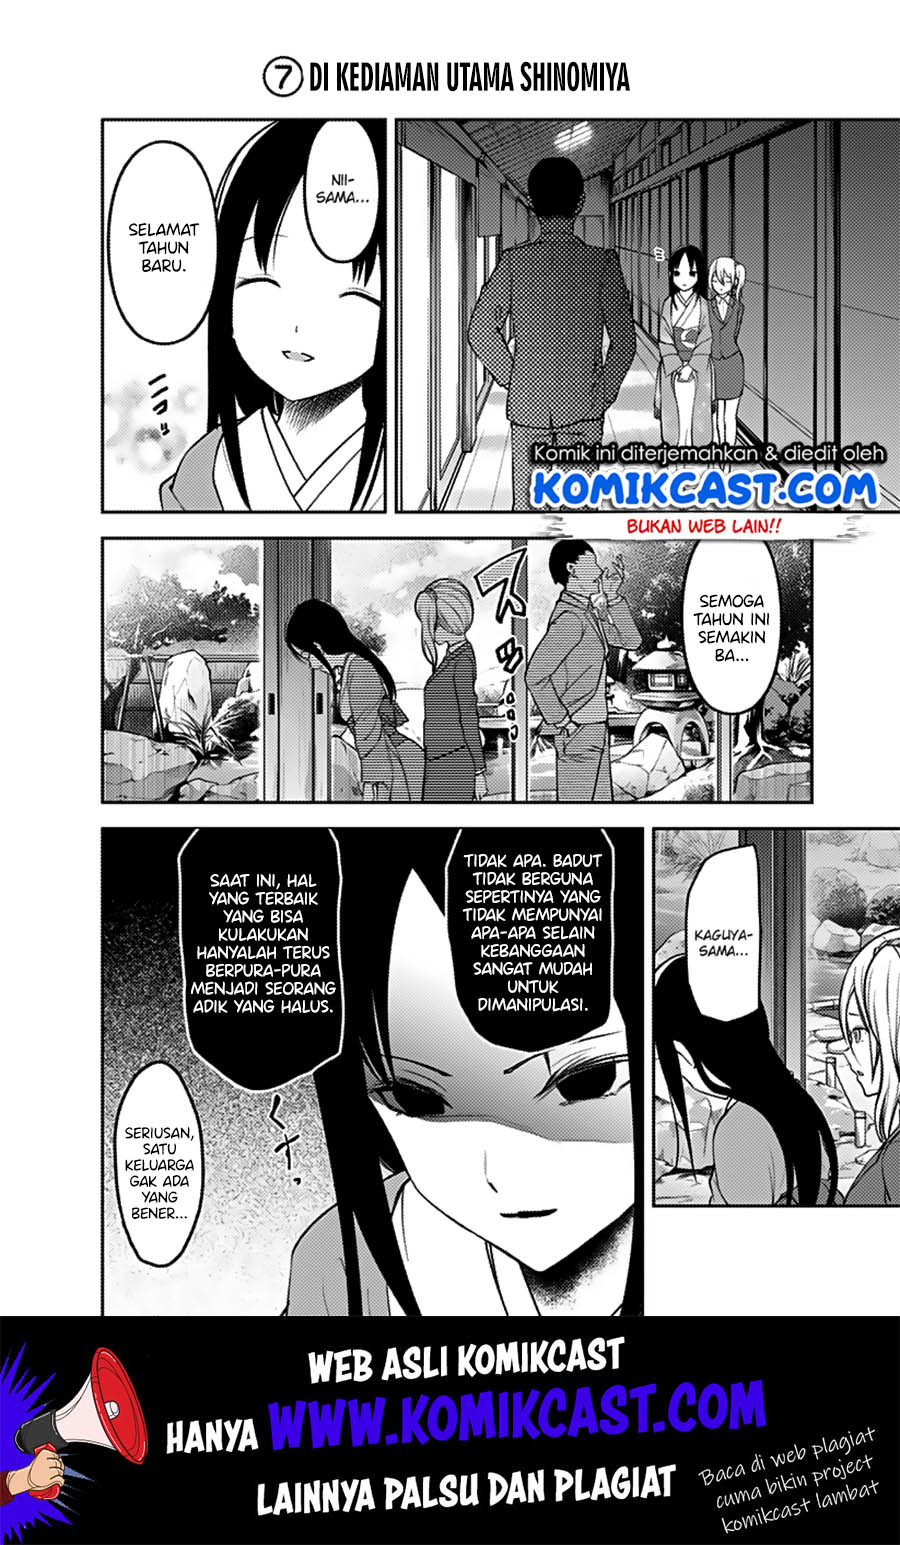 ⑦ DI KEDIAMAN UTAMA SHINOMIYA
NII-
SAMA...
SELAMAT
TAHUN
BARU.
Komik ini diterjemahkan & diedit oleh
KOMIKCAST.COM
BUKAN WEB LAIN!!
SEMOGA
TAHUN INI
SEMAKIN
BA...
KAGUYA-
SAMA...
TIDAK APA. BADUT
TIDAK BERGUNA
SEPERTINYA YANG
TIDAK MEMPUNYAI
APA-APA SELAIN
KEBANGGAAN
SANGAT MUDAH
UNTUK
DIMANIPULASI.
SAAT INI, HAL
YANG TERBAIK
YANG BISA
KULAKUKAN
HANYALAH TERUS
BERPURA-PURA
MENJADI SEORANG
ADIK YANG HALUS.
SERIUSAN,
SATU
KELUARGA
GAK ADA
YANG
BENER...
WEB ASLI KOMIKCAST
HANYA WWW.KOMIKCAST.COM
LAINNYA PALSU DAN PLAGIAT
Baca di web plagiat
cuma bikin project
komikcast lambat